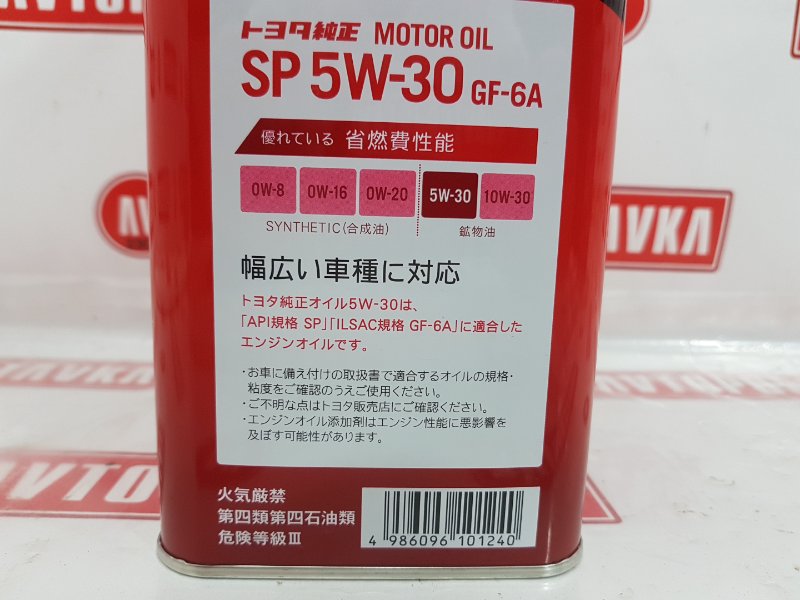 トヨタ純正 MOTOR OIL
SP 5W-30 GF-6A
優れている 省燃費性能
0W-8 0W-16 0W-20 5W-30 10W-30
SYNTHETIC(合成油) 鉱物油
幅広い車種に対応
トヨタ純正オイル5W-30は、
「API規格 SP」「ILSAC規格 GF-6A」に適合した
エンジンオイルです。
・お車に備え付けの取扱書で適合するオイルの規格・
粘度をご確認のうえご使用ください。
・ご不明な点はトヨタ販売店にご確認ください。
・エンジンオイル添加剤はエンジン性能に悪影響を
及ぼす可能性があります。
火気厳禁
第四類第四石油類
危険等級Ⅲ
4 986096 101240
AVTO
AVKA
AVTO